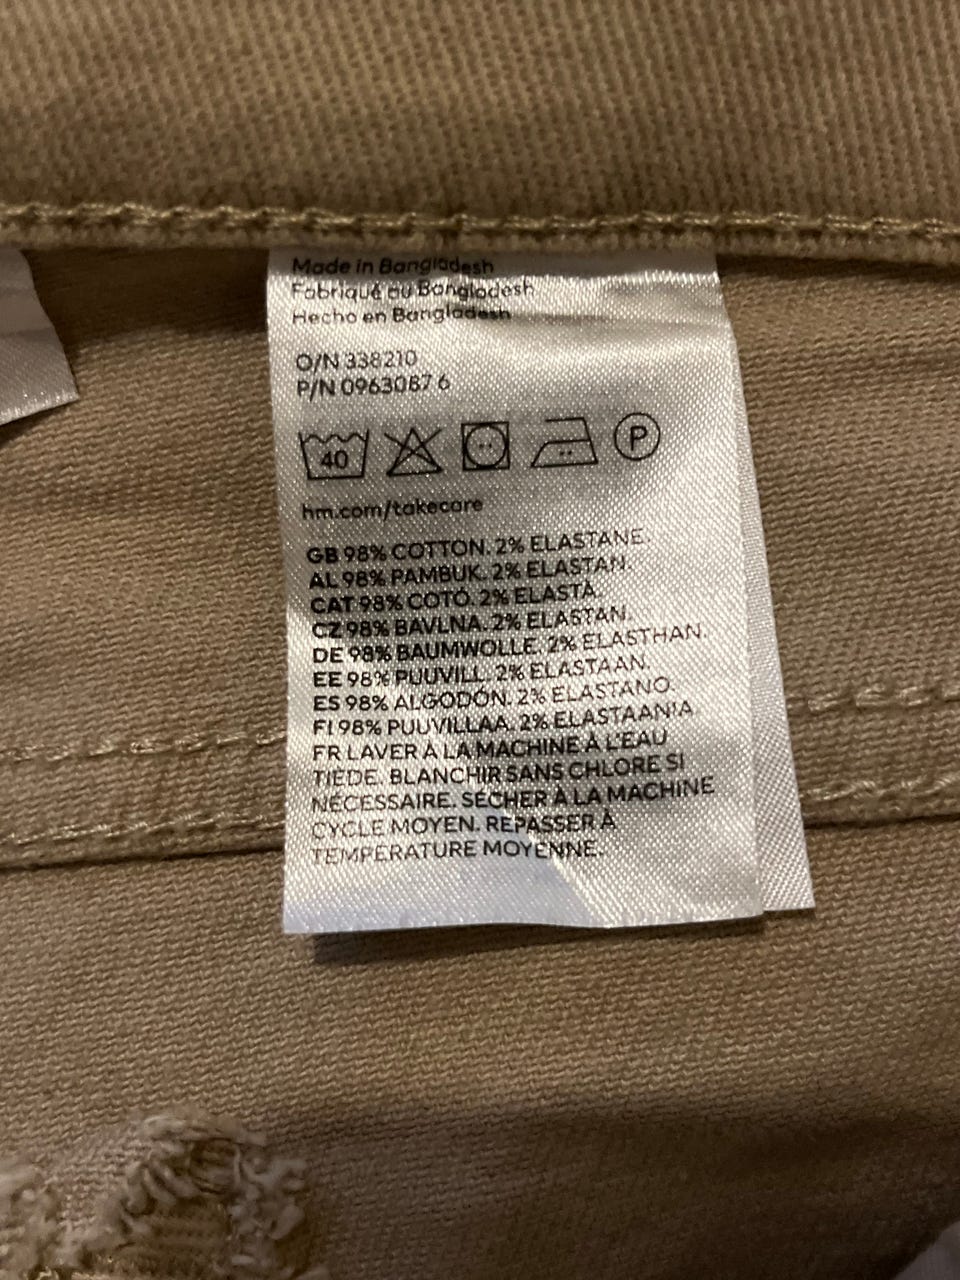 Made in Bangladesh
Fabriqué au Bangladesh
Hecho en Bangladesh
O/N 338210
P/N 0963087 6
40 P
hm.com/takecare
GB 98% COTTON. 2% ELASTANE.
AL 98% PAMBUK. 2% ELASTAN.
CAT 98% COTÓ. 2% ELASTÀ.
CZ 98% BAVLNA. 2% ELASTAN.
DE 98% BAUMWOLLE. 2% ELASTHAN.
EE 98% PUUVILL. 2% ELASTAAN.
ES 98% ALGODÓN. 2% ELASTANO.
FI 98% PUUVILLAA. 2% ELASTAANIA
FR LAVER À LA MACHINE À L'EAU
TIEDE. BLANCHIR SANS CHLORE SI
NÉCESSAIRE. SÉCHER À LA MACHINE
CYCLE MOYEN. REPASSER À
TEMPÉRATURE MOYENNE.